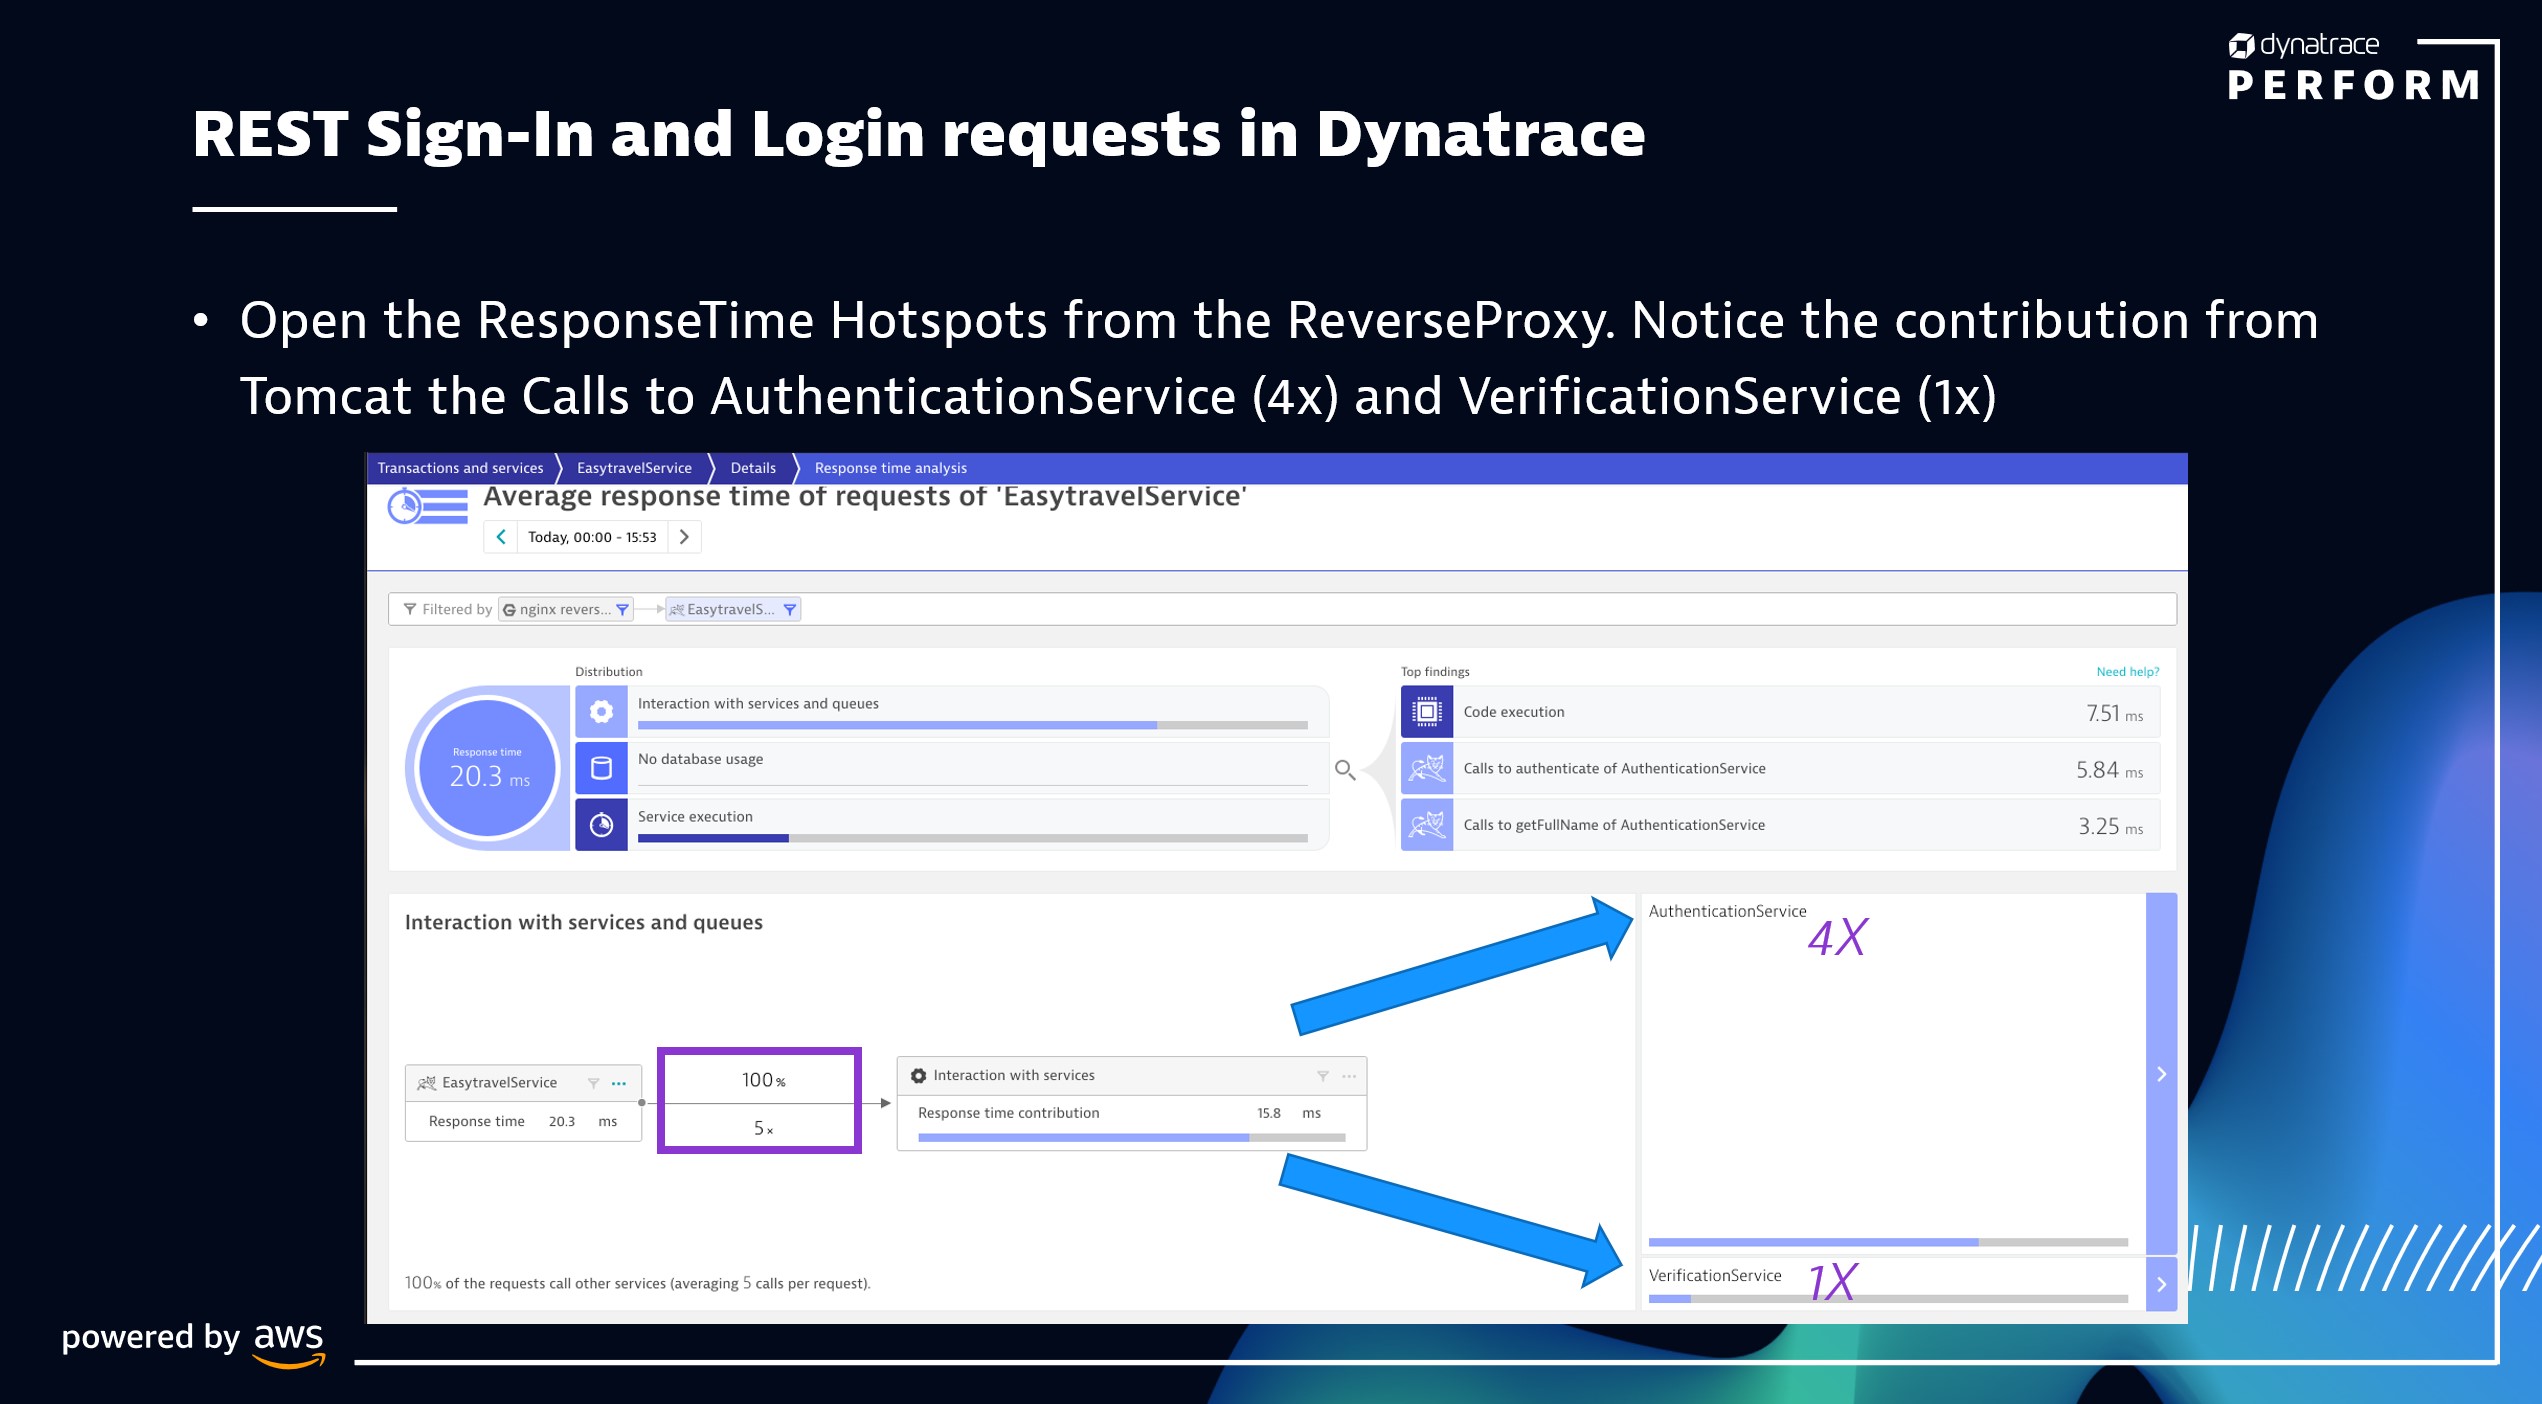 dynatrace
PERFORM
REST Sign-In and Login requests in Dynatrace
• Open the ResponseTime Hotspots from the ReverseProxy. Notice the contribution from
Tomcat the Calls to AuthenticationService (4x) and VerificationService (1x)
Transactions and services EasytravelService Details Response time analysis
Average response time of requests of 'EasytravelService'
Today, 00:00 - 15:53
Filtered by nginx revers... EasytravelS...
Distribution
Response time
20.3 ms
Interaction with services and queues
No database usage
Service execution
Top findings
Need help?
Code execution 7.51 ms
Calls to authenticate of AuthenticationService 5.84 ms
Calls to getFullName of AuthenticationService 3.25 ms
Interaction with services and queues
EasytravelService
Response time 20.3 ms
100 %
5 x
Interaction with services
Response time contribution 15.8 ms
100% of the requests call other services (averaging 5 calls per request).
AuthenticationService
4X
VerificationService
1X
powered by aws